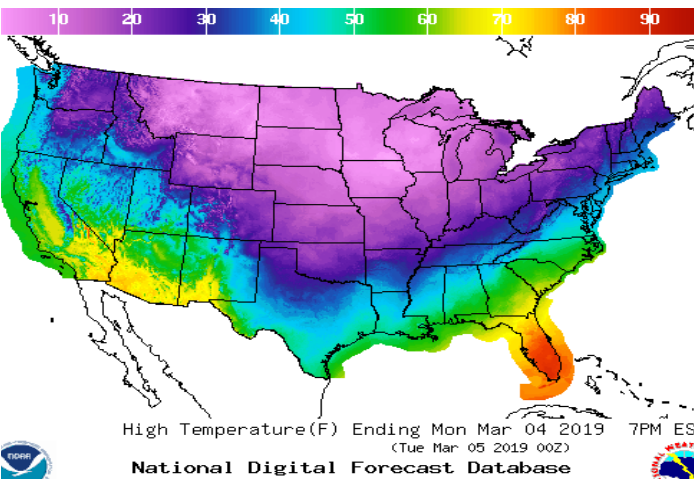 10 20 30 40 50 60 70 80 90
High Temperature(F) Ending Mon Mar 04 2019 7PM ES
(Tue Mar 05 2019 00Z)
National Digital Forecast Database
NOAA